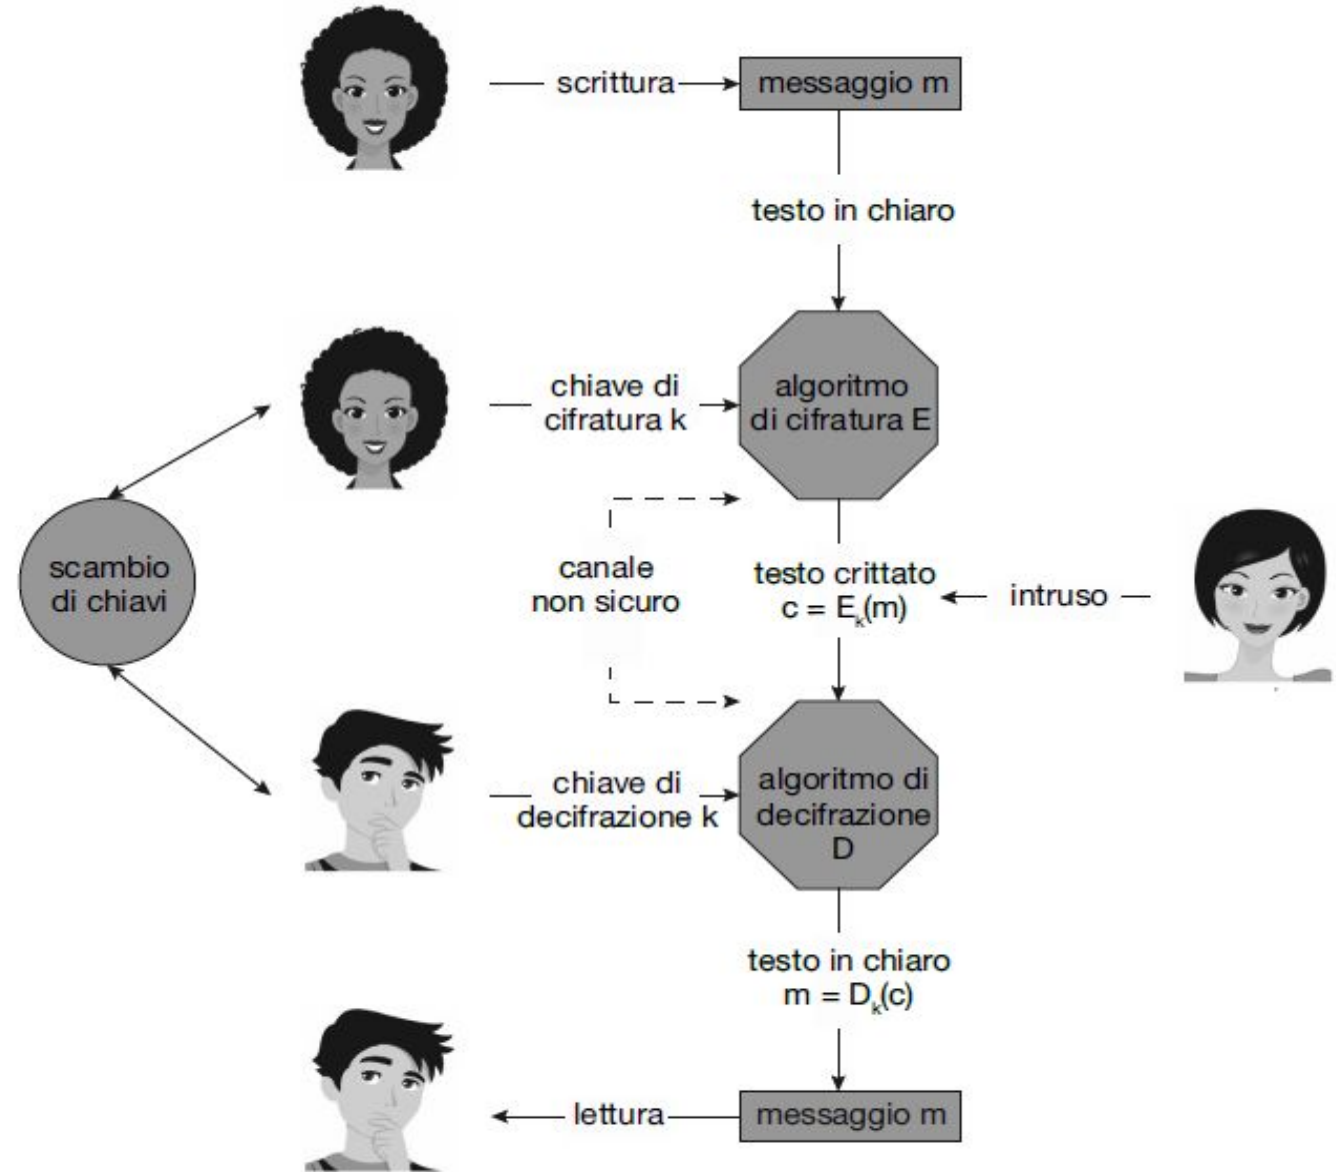 scrittura
messaggio m
testo in chiaro
chiave di
cifratura k
algoritmo
di cifratura E
scambio
di chiavi
canale
non sicuro
testo crittato
c = Eₖ(m)
intruso
chiave di
decifrazione k
algoritmo di
decifrazione
D
testo in chiaro
m = Dₖ(c)
lettura
messaggio m